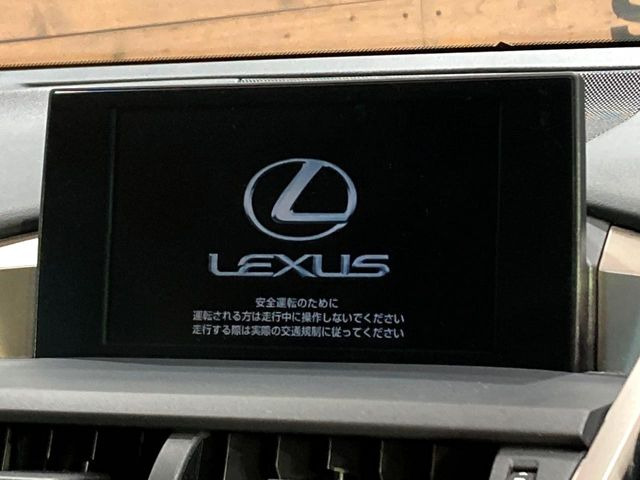 LEXUS
安全運転のために
運転される方は走行中に操作しないでください
走行する際は実際の交通規制に従ってください